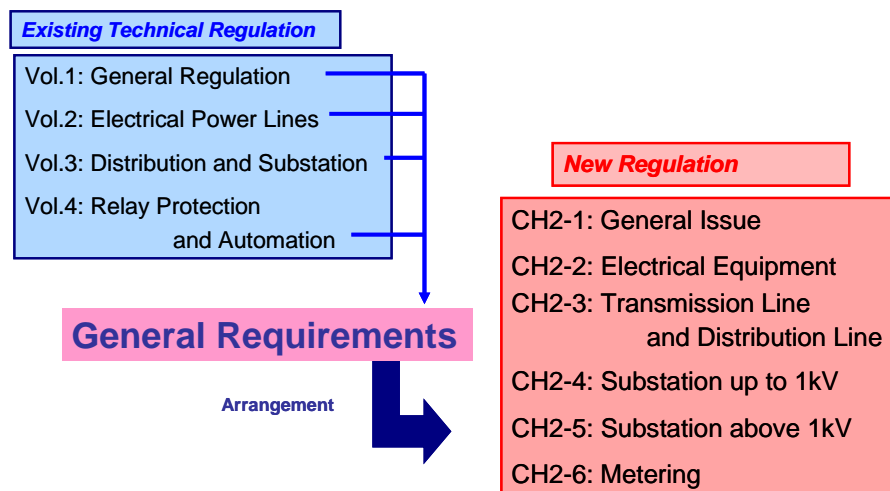 Existing Technical Regulation
Vol.1: General Regulation
Vol.2: Electrical Power Lines
Vol.3: Distribution and Substation
Vol.4: Relay Protection
and Automation
General Requirements
Arrangement
New Regulation
CH2-1: General Issue
CH2-2: Electrical Equipment
CH2-3: Transmission Line
and Distribution Line
CH2-4: Substation up to 1kV
CH2-5: Substation above 1kV
CH2-6: Metering